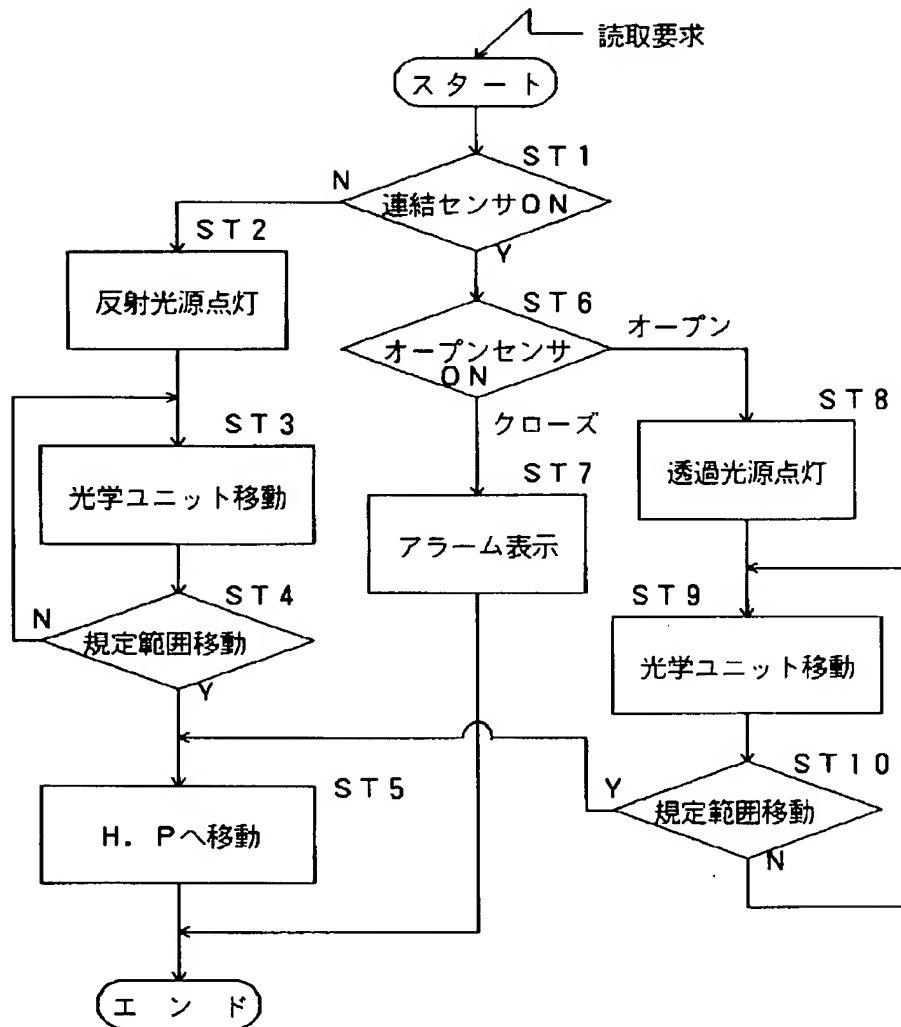 読取要求
スタート
ST1
N
連結センサON
Y
ST2
反射光源点灯
ST6
オープン
オープンセンサ
ON
ST8
透過光源点灯
クローズ
ST3
光学ユニット移動
ST7
アラーム表示
ST4
N
規定範囲移動
Y
ST9
光学ユニット移動
ST10
Y
規定範囲移動
N
ST5
H.Pへ移動
エンド